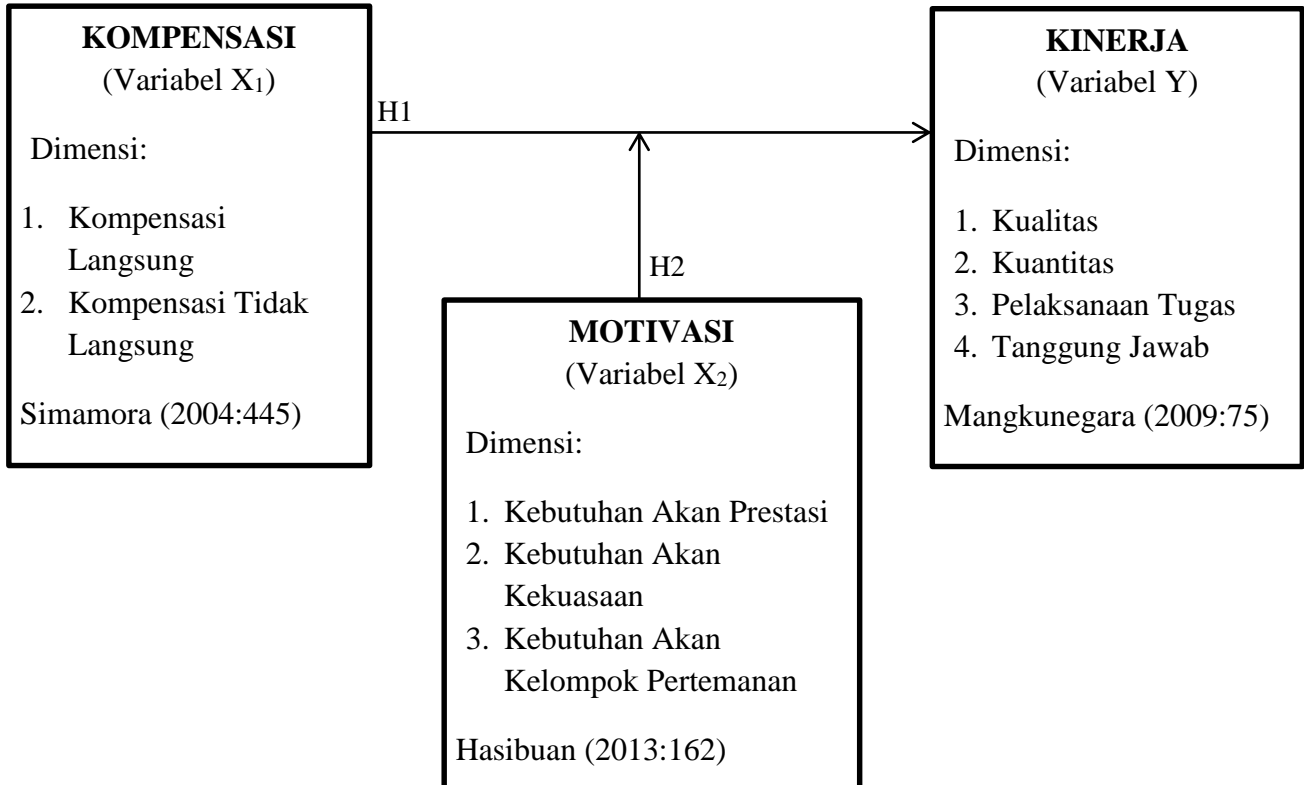 KOMPENSASI
(Variabel X₁)
Dimensi:
1. Kompensasi
Langsung
2. Kompensasi Tidak
Langsung
Simamora (2004:445)
H1
H2
MOTIVASI
(Variabel X₂)
Dimensi:
1. Kebutuhan Akan Prestasi
2. Kebutuhan Akan
Kekuasaan
3. Kebutuhan Akan
Kelompok Pertemanan
Hasibuan (2013:162)
KINERJA
(Variabel Y)
Dimensi:
1. Kualitas
2. Kuantitas
3. Pelaksanaan Tugas
4. Tanggung Jawab
Mangkunegara (2009:75)